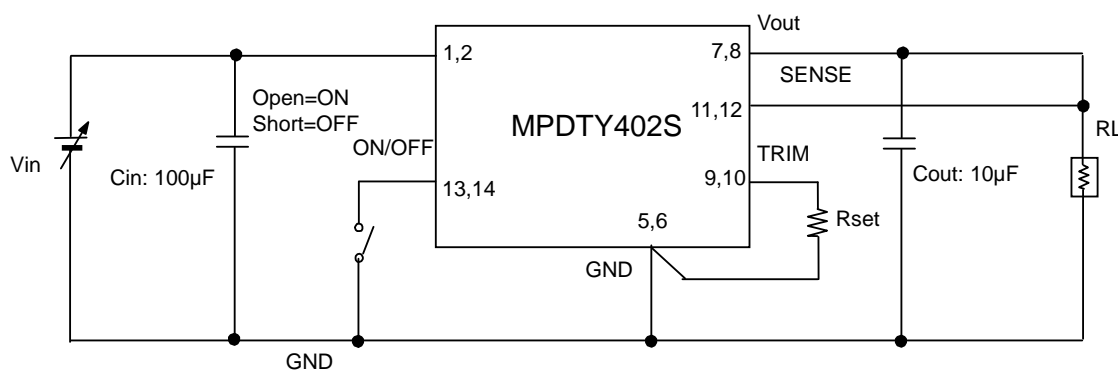 Vout
1,2
7,8
SENSE
Open=ON
Short=OFF
11,12
MPDTY402S
ON/OFF
TRIM
RL
Vin
Cin: 100µF
13,14
9,10
Cout: 10µF
5,6
Rset
GND
GND